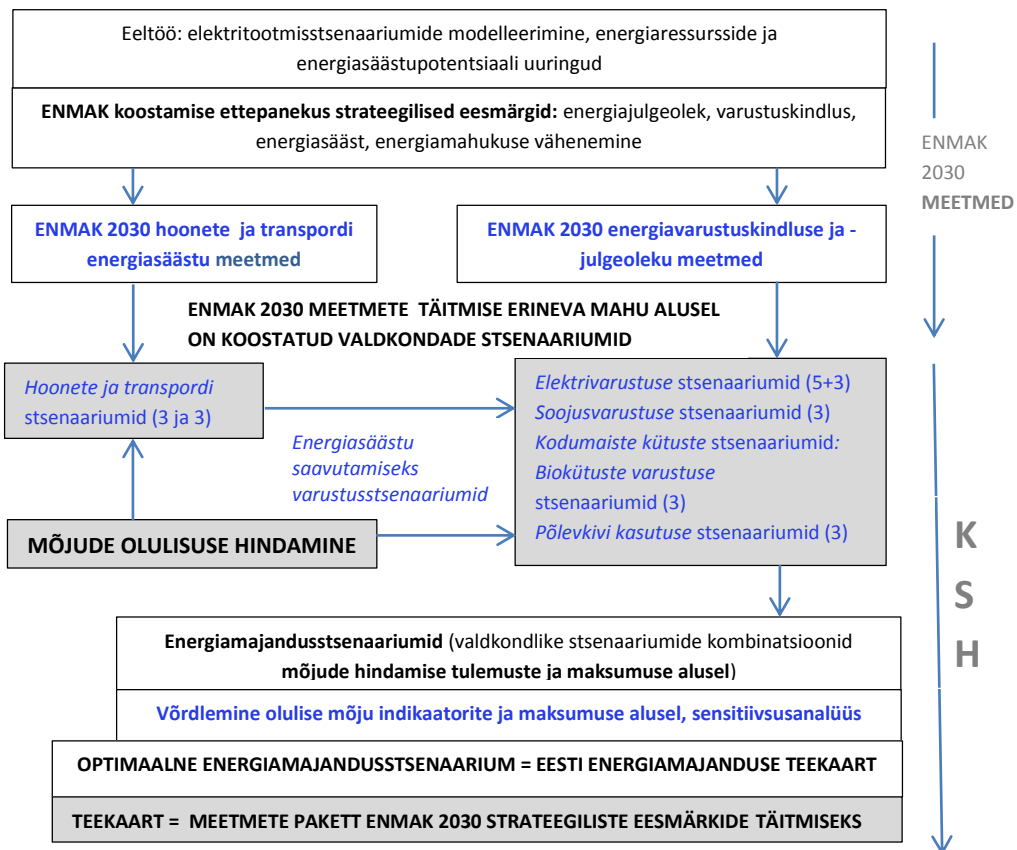 Eeltöö: elektritootmisstsenaariumide modelleerimine, energiaressursside ja
energiasäästupotentsiaali uuringud
ENMAK koostamise ettepanekus strateegilised eesmärgid: energiajulgeolek, varustuskindlus,
energiasääst, energiamahukuse vähenemine
ENMAK
2030
MEETMED
ENMAK 2030 hoonete ja transpordi
energiasäästu meetmed
ENMAK 2030 energiavarustuskindluse ja -
julgeoleku meetmed
ENMAK 2030 MEETMETE TÄITMISE ERINEVA MAHU ALUSEL
ON KOOSTATUD VALDKONDADE STSENAARIUMID
Hoonete ja transpordi
stsenaariumid (3 ja 3)
Energiasäästu
saavutamiseks
varustusstsenaariumid
Elektrivarustuse stsenaariumid (5+3)
Soojusvarustuse stsenaariumid (3)
Kodumaiste kütuste stsenaariumid:
Biokütuste varustuse
stsenaariumid (3)
Põlevkivi kasutuse stsenaariumid (3)
MÕJUDE OLULISUSE HINDAMINE
K
S
H
Energiamajandusstsenaariumid (valdkondlike stsenaariumide kombinatsioonid
mõjude hindamise tulemuste ja maksumuse alusel)
Võrdlemine olulise mõju indikaatorite ja maksumuse alusel, sensitiivsusanalüüs
OPTIMAALNE ENERGIAMAJANDUSSTSENAARIUM = EESTI ENERGIAMAJANDUSE TEEKAART
TEEKAART = MEETMETE PAKETT ENMAK 2030 STRATEEGILISTE EESMÄRKIDE TÄITMISEKS